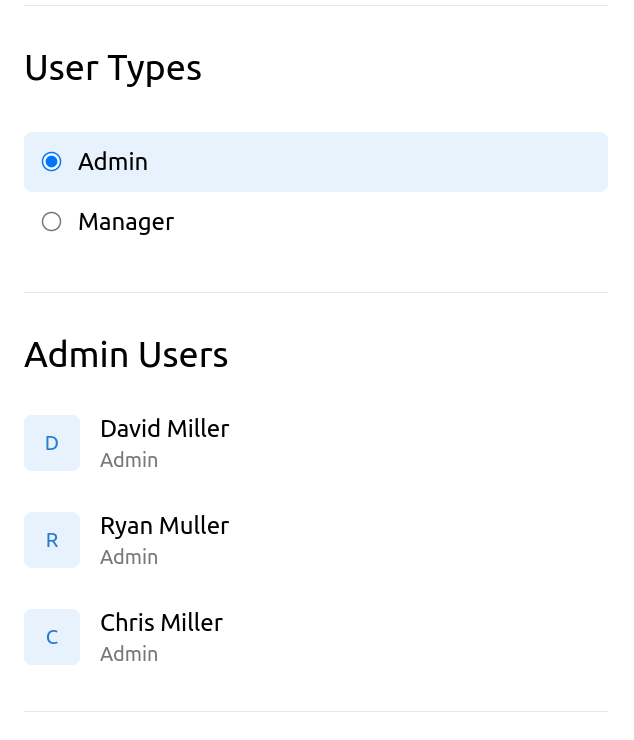 User Types
Admin
Manager
Admin Users
D
David Miller
Admin
R
Ryan Muller
Admin
C
Chris Miller
Admin